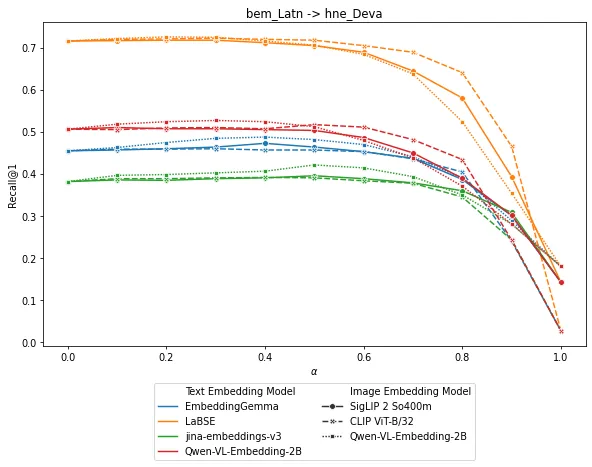 bem_Latn -> hne_Deva
Recall@1
0.7
0.6
0.5
0.4
0.3
0.2
0.1
0.0
0.0 0.2 0.4 0.6 0.8 1.0
α
Text Embedding Model Image Embedding Model
EmbeddingGemma SigLIP 2 So400m
LaBSE CLIP ViT-B/32
jina-embeddings-v3 Qwen-VL-Embedding-2B
Qwen-VL-Embedding-2B